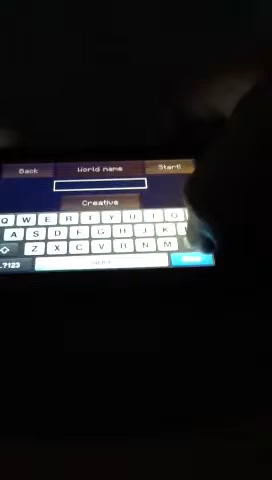 Back World name Start!
Creative
Q W E R T Y U I O
A S D F G H J K
Z X C V B N M
.?123